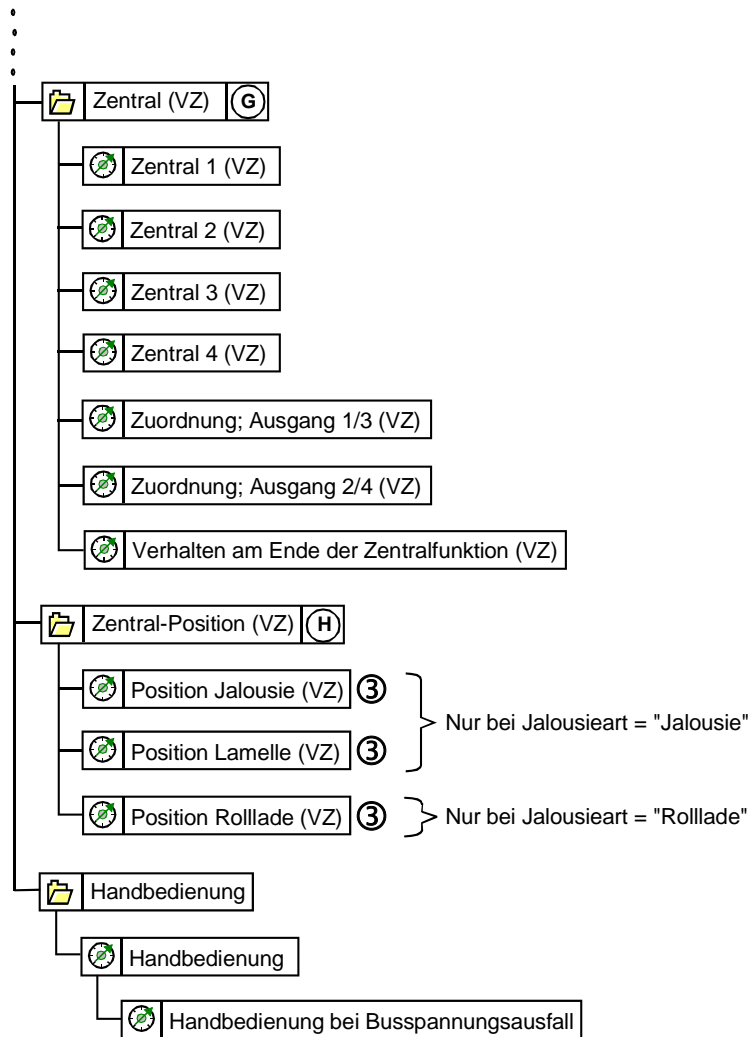 Zentral (VZ) G
Zentral 1 (VZ)
Zentral 2 (VZ)
Zentral 3 (VZ)
Zentral 4 (VZ)
Zuordnung; Ausgang 1/3 (VZ)
Zuordnung; Ausgang 2/4 (VZ)
Verhalten am Ende der Zentralfunktion (VZ)
Zentral-Position (VZ) H
Position Jalousie (VZ) ③
Nur bei Jalousieart = "Jalousie"
Position Lamelle (VZ) ③
Position Rolllade (VZ) ③ Nur bei Jalousieart = "Rolllade"
Handbedienung
Handbedienung
Handbedienung bei Busspannungsausfall